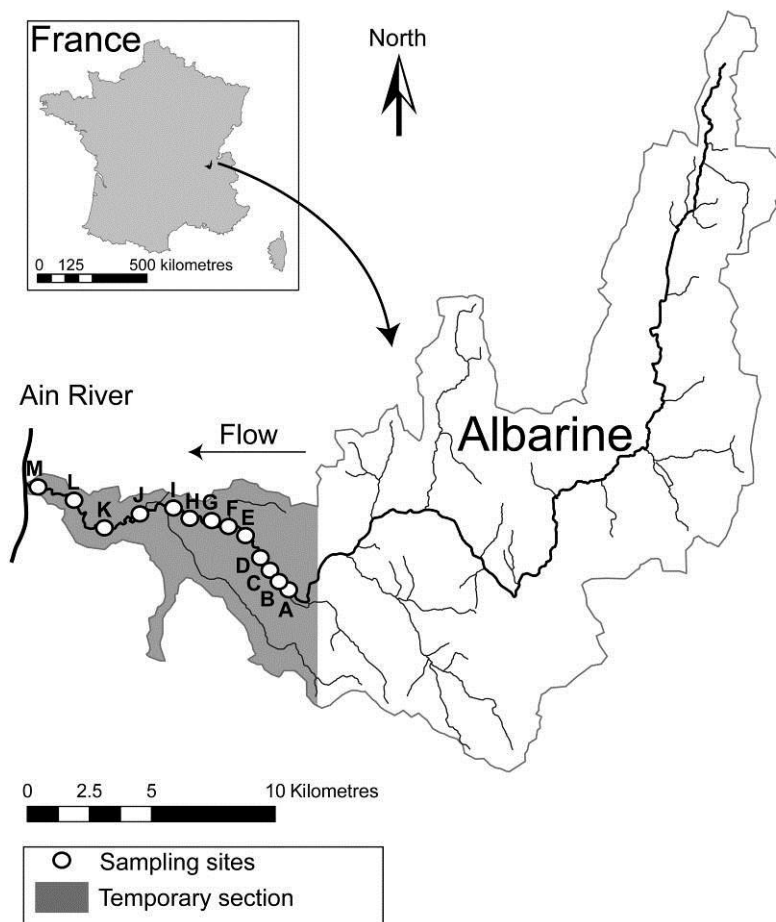 France
0 125 500 kilometres
North
Albarine
Ain River
Flow
M
L
K
J
I
H
G
F
E
D
C
B
A
0 2.5 5 10 Kilometres
Sampling sites
Temporary section